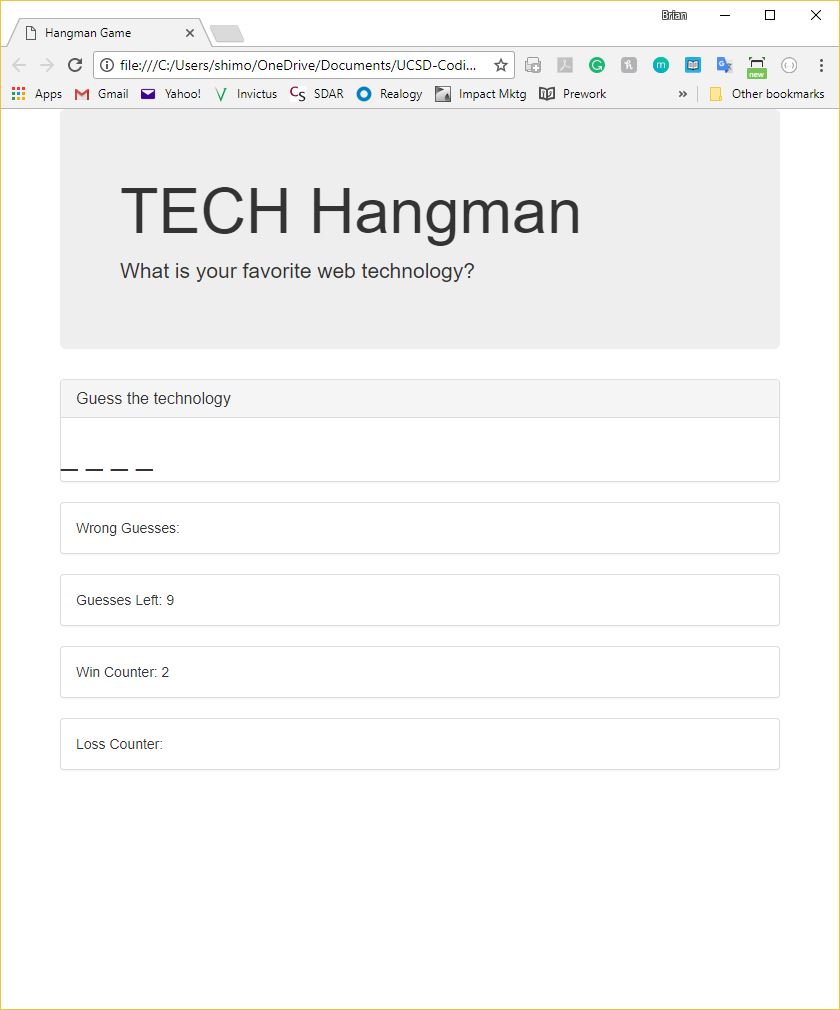 Brian
Hangman Game
file:///C:/Users/shimo/OneDrive/Documents/UCSD-Codi...
new
Apps Gmail Yahoo! Invictus CS SDAR Realogy Impact Mktg Prework » Other bookmarks
TECH Hangman
What is your favorite web technology?
Guess the technology
_ _ _ _
Wrong Guesses:
Guesses Left: 9
Win Counter: 2
Loss Counter: